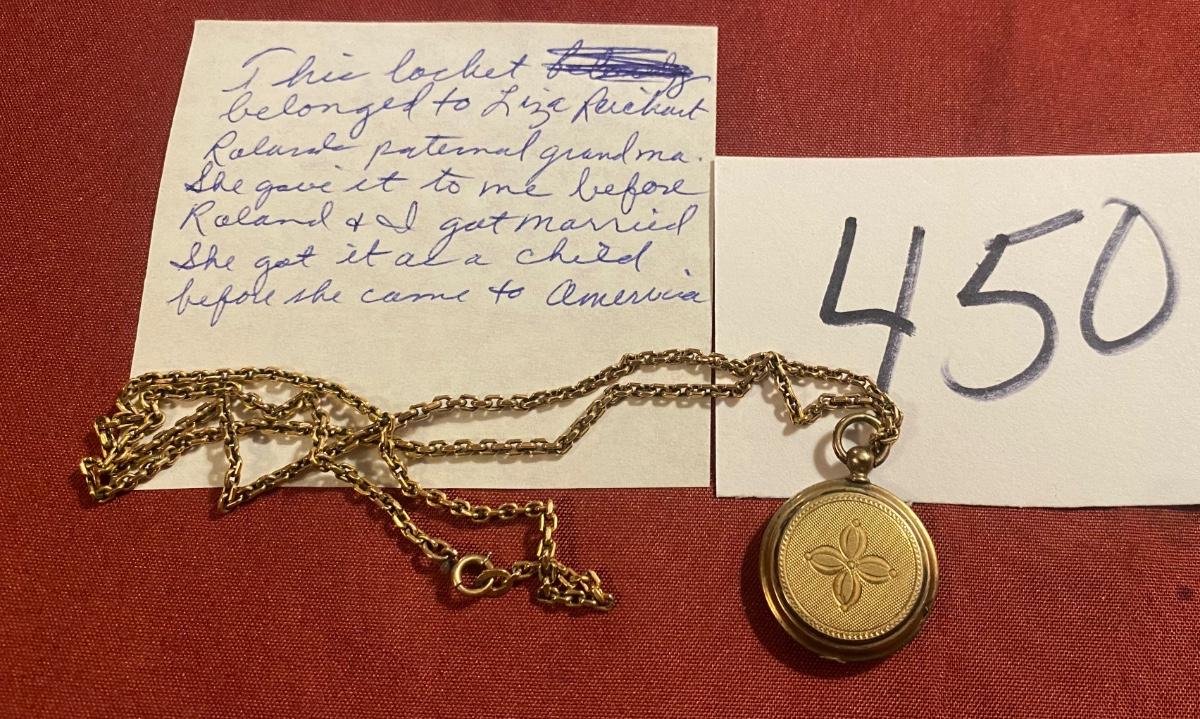 This locket
belonged to Liza Reichart
Rolands paternal grandma.
She gave it to me before
Roland & I got married
She got it as a child
before she came to America
450